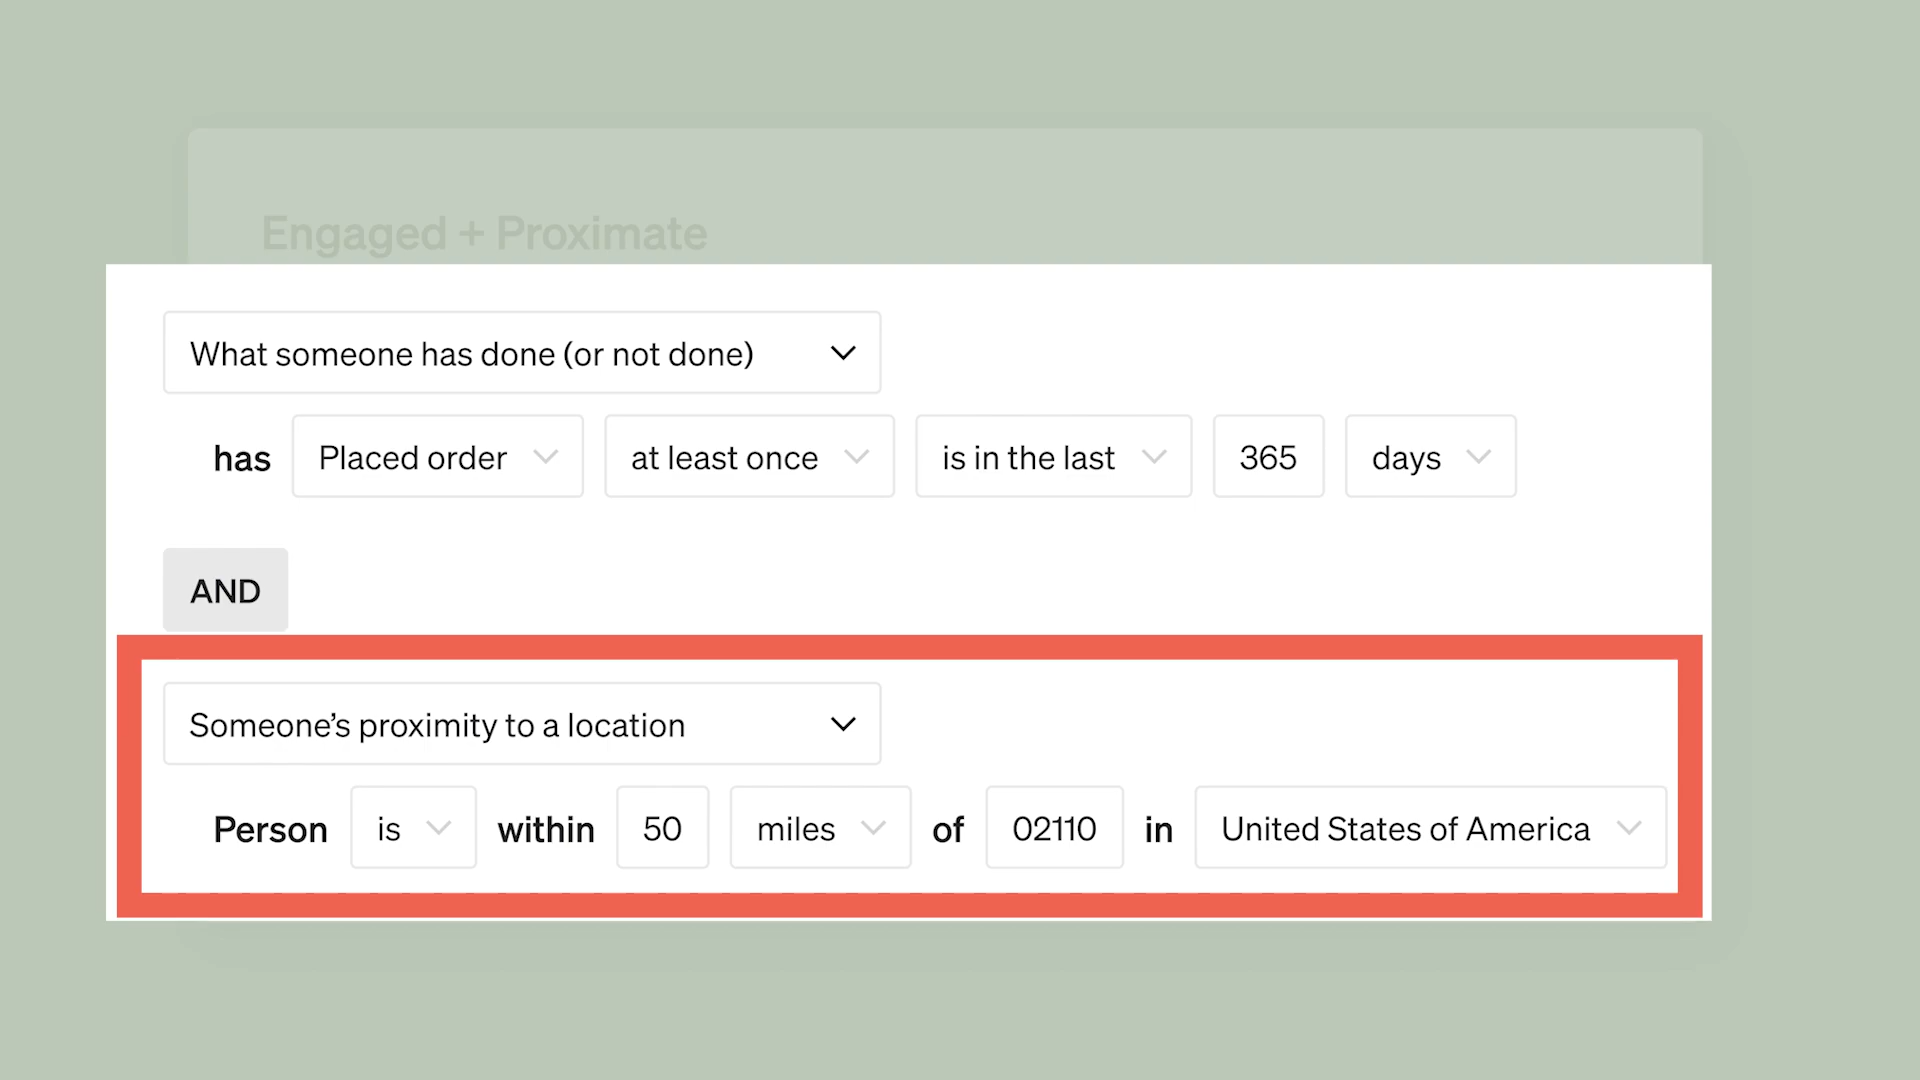 Engaged + Proximate
What someone has done (or not done)
has Placed order at least once is in the last 365 days
AND
Someone’s proximity to a location
Person is within 50 miles of 02110 in United States of America